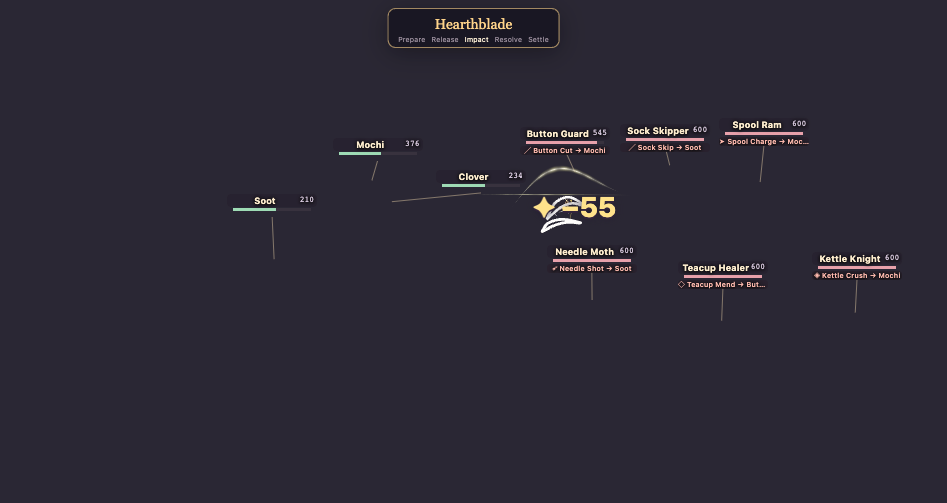 Hearthblade
Prepare Release Impact Resolve Settle
Spool Ram 600
➤ Spool Charge → Moc...
Button Guard 545
⟋ Button Cut → Mochi
Sock Skipper 600
⟋ Sock Skip → Soot
Mochi 376
Clover 234
Soot 210
✦ −55
Needle Moth 600
➶ Needle Shot → Soot
Teacup Healer 600
◇ Teacup Mend → But...
Kettle Knight 600
◈ Kettle Crush → Mochi